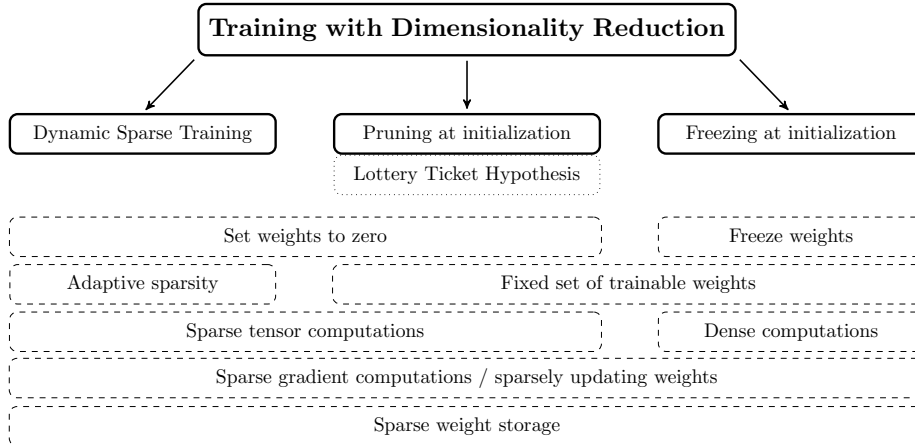 Training with Dimensionality Reduction
Dynamic Sparse Training
Pruning at initialization
Freezing at initialization
Lottery Ticket Hypothesis
Set weights to zero
Freeze weights
Adaptive sparsity
Fixed set of trainable weights
Sparse tensor computations
Dense computations
Sparse gradient computations / sparsely updating weights
Sparse weight storage